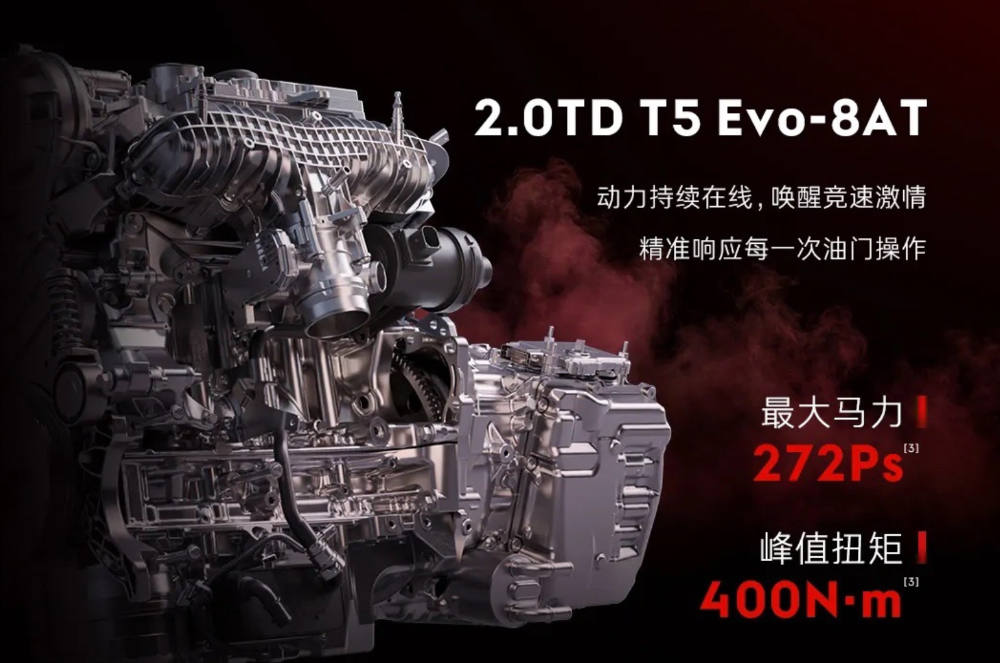 2.0TD T5 Evo-8AT
动力持续在线，唤醒竞速激情
精准响应每一次油门操作
最大马力
272Ps[3]
峰值扭矩
400N·m[3]